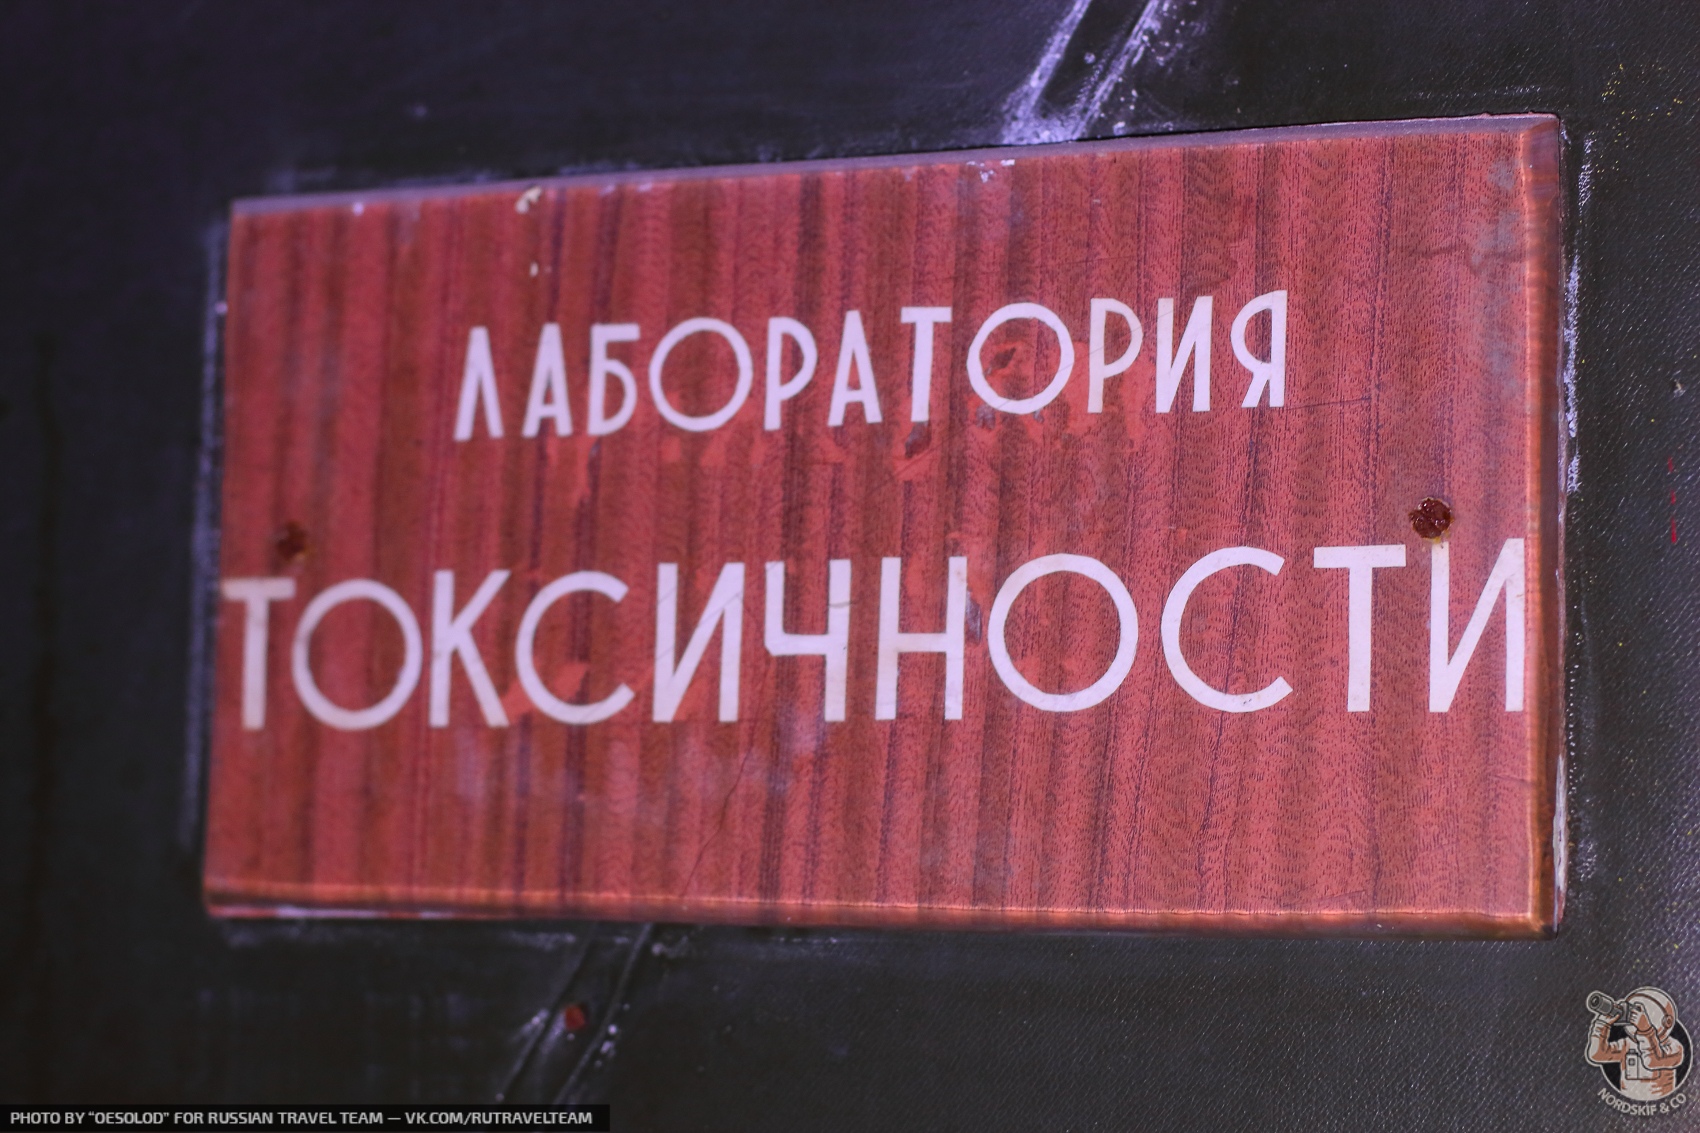 ЛАБОРАТОРИЯ
ТОКСИЧНОСТИ
PHOTO BY “OESOLOD” FOR RUSSIAN TRAVEL TEAM — VK.COM/RUTRAVELTEAM
NORDSKIF & CO